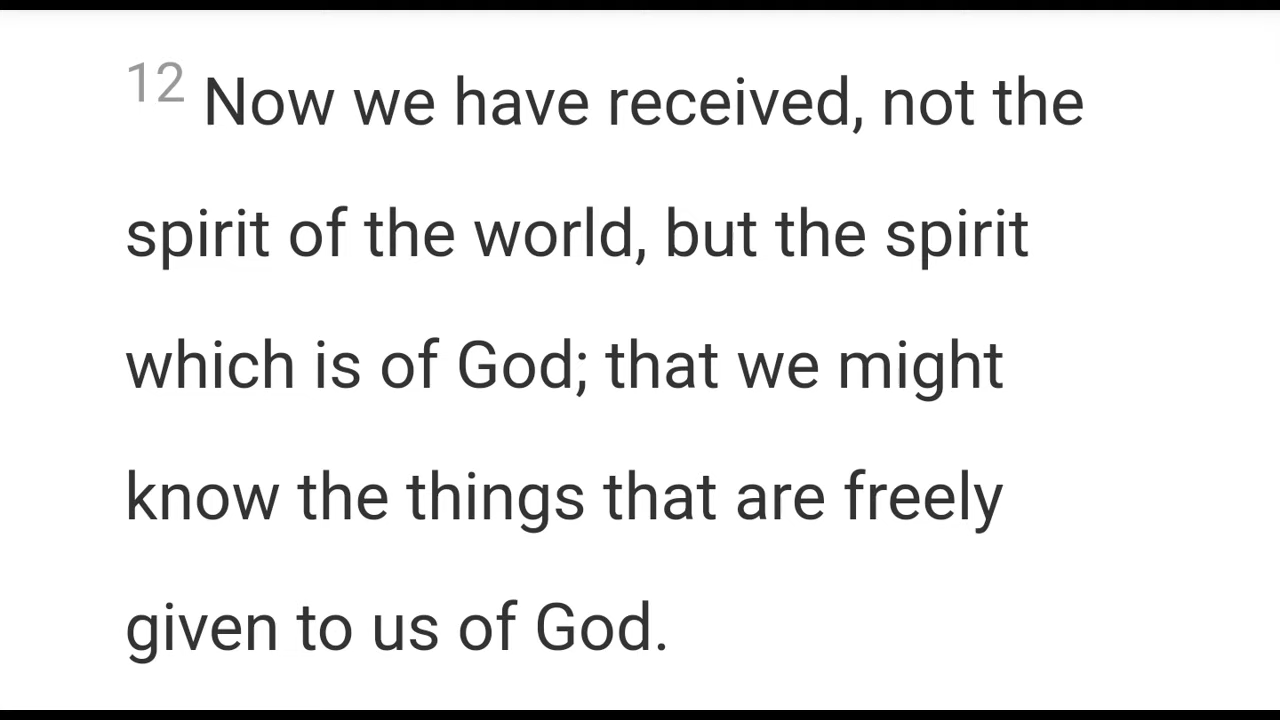 12 Now we have received, not the
spirit of the world, but the spirit
which is of God; that we might
know the things that are freely
given to us of God.